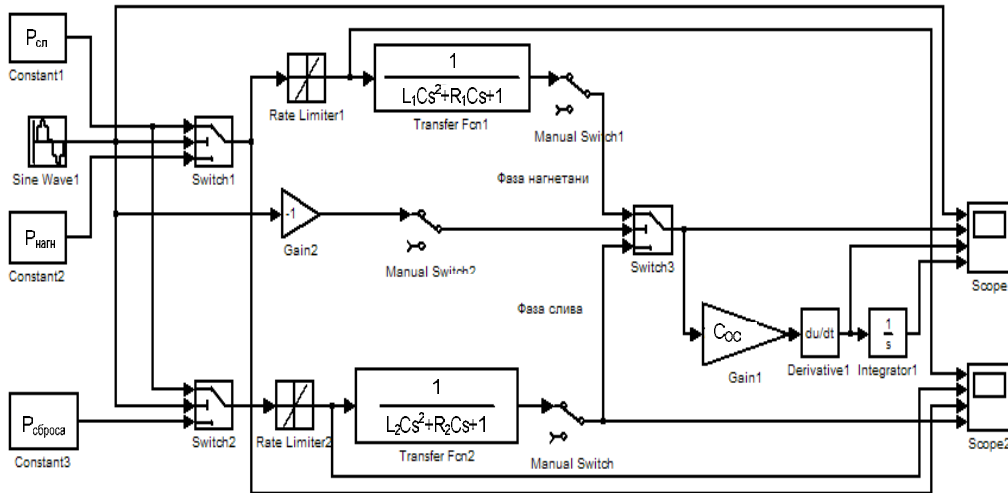 Pсл
Constant1
Sine Wave1
Pнагн
Constant2
Pсброса
Constant3
Switch1
Switch2
Rate Limiter1
1
L1Cs2+R1Cs+1
Transfer Fcn1
Manual Switch1
Фаза нагнетани
-1
Gain2
Manual Switch2
Switch3
Фаза слива
Cос
Gain1
du/dt
Derivative1
1
s
Integrator1
Scope
Rate Limiter2
1
L2Cs2+R2Cs+1
Transfer Fcn2
Manual Switch
Scope2